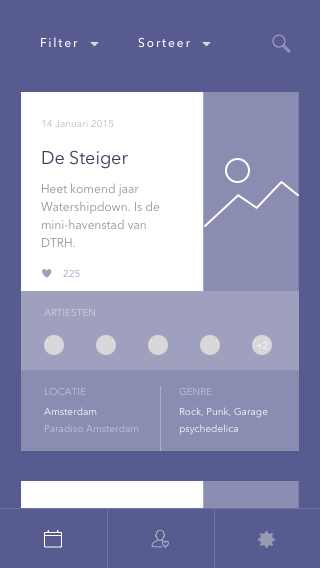 Filter
Sorteer
14 Januari 2015
De Steiger
Heet komend jaar
Watershipdown. Is de
mini-havenstad van
DTRH.
225
ARTIESTEN
+2
LOCATIE
Amsterdam
Paradiso Amsterdam
GENRE
Rock, Punk, Garage
psychedelica